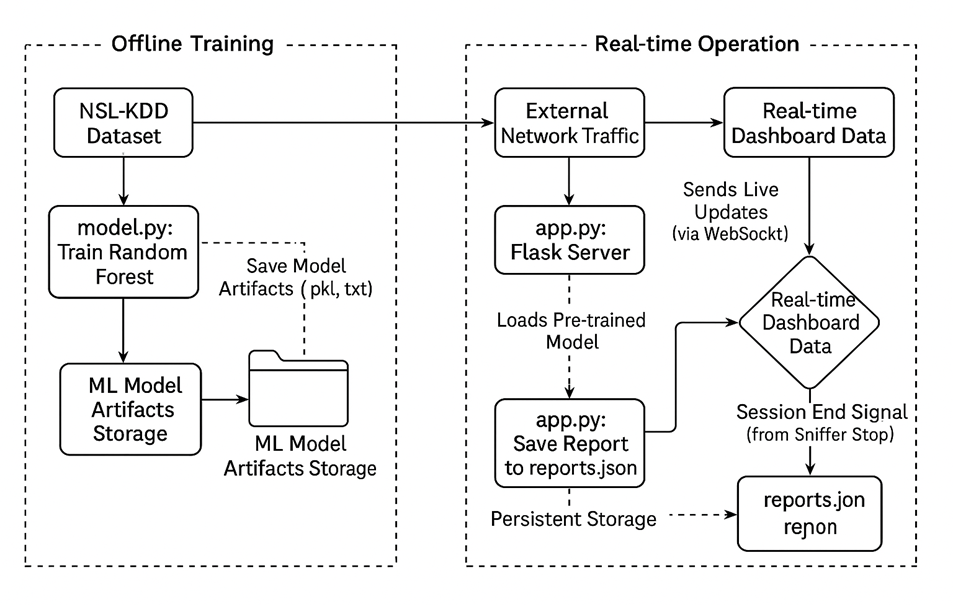 Offline Training
NSL-KDD
Dataset
model.py:
Train Random
Forest
Save Model
Artifacts ( pkl, txt)
ML Model
Artifacts
Storage
ML Model
Artifacts Storage
Real-time Operation
External
Network Traffic
Real-time
Dashboard Data
Sends Live
Updates
(via WebSockt)
app.py:
Flask Server
Loads Pre-trained
Model
Real-time
Dashboard
Data
app.py:
Save Report
to reports.json
Session End Signal
(from Sniffer Stop)
Persistent Storage
reports.jon
reɲon